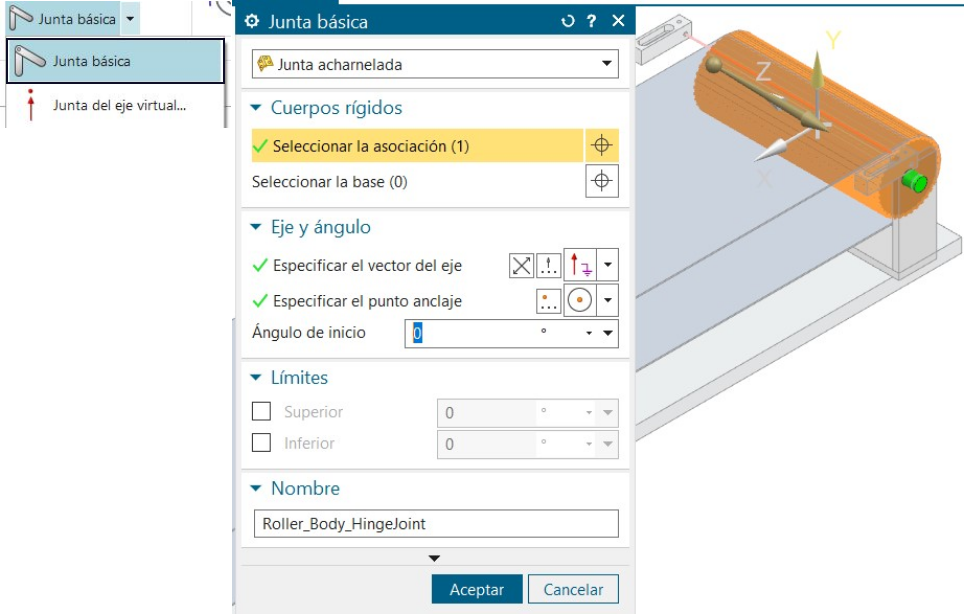 Junta básica
Junta básica
Junta del eje virtual...
Junta básica
?
Junta acharnelada
Cuerpos rígidos
Seleccionar la asociación (1)
Seleccionar la base (0)
Eje y ángulo
Especificar el vector del eje
Especificar el punto anclaje
Ángulo de inicio 0 °
Límites
Superior 0 °
Inferior 0 °
Nombre
Roller_Body_HingeJoint
Aceptar Cancelar
Y
Z
X